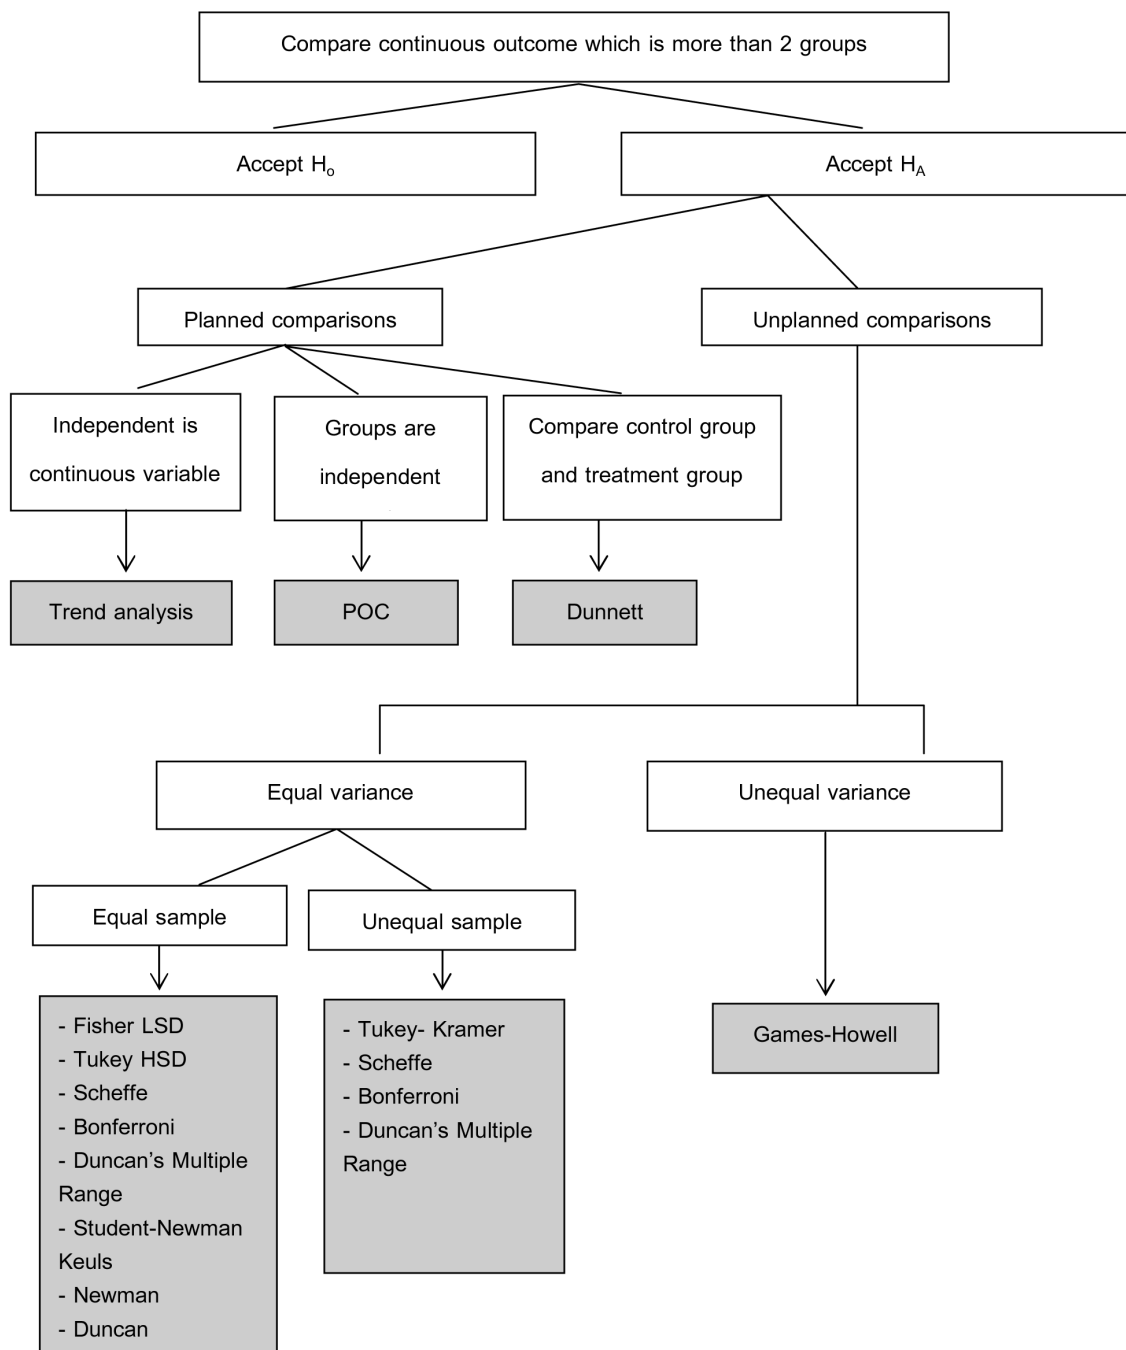 Compare continuous outcome which is more than 2 groups
Accept Ho
Accept HA
Planned comparisons
Unplanned comparisons
Independent is
continuous variable
Groups are
independent
Compare control group
and treatment group
Trend analysis
POC
Dunnett
Equal variance
Unequal variance
Equal sample
Unequal sample
- Fisher LSD
- Tukey HSD
- Scheffe
- Bonferroni
- Duncan’s Multiple
Range
- Student-Newman
Keuls
- Newman
- Duncan
- Tukey- Kramer
- Scheffe
- Bonferroni
- Duncan’s Multiple
Range
Games-Howell